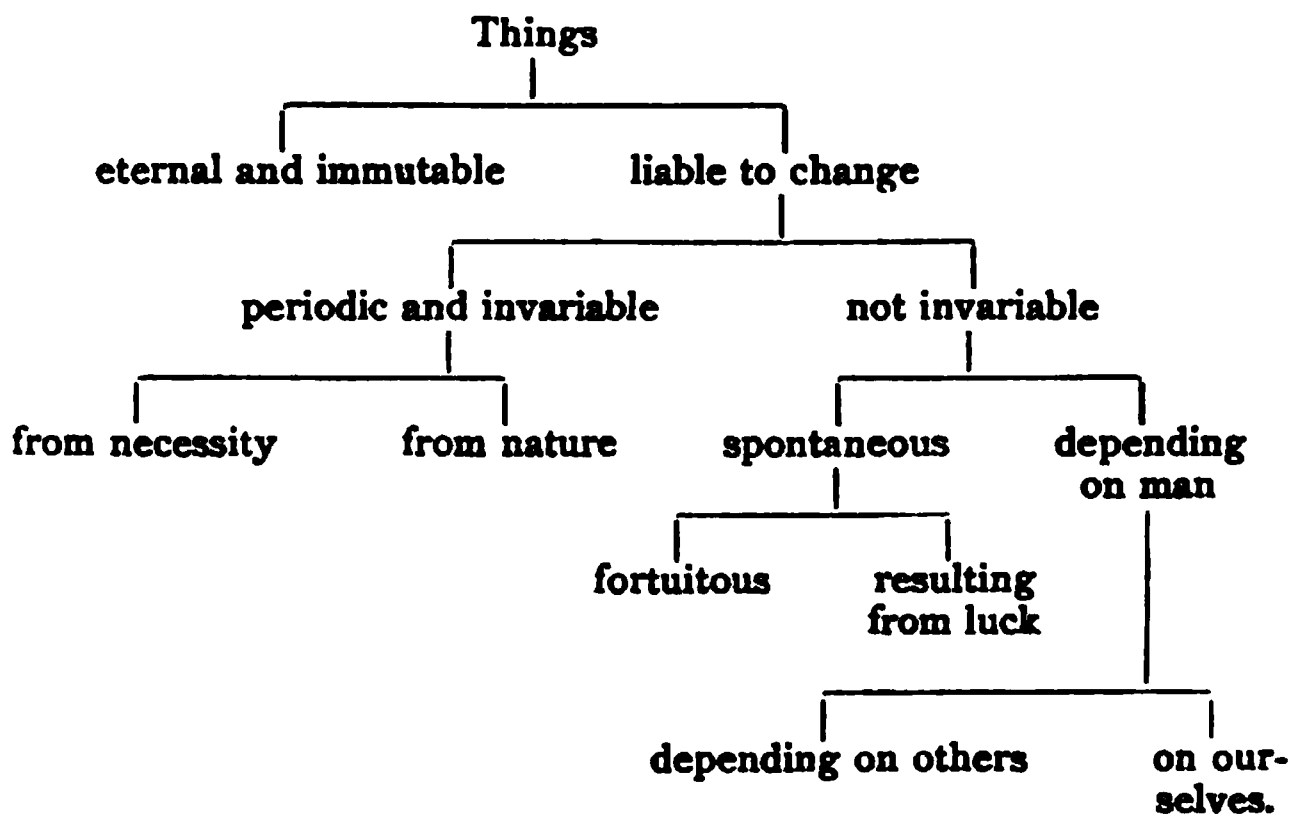 Things
eternal and immutable liable to change
periodic and invariable not invariable
from necessity from nature spontaneous depending
on man
fortuitous resulting
from luck
depending on others on our-
selves.